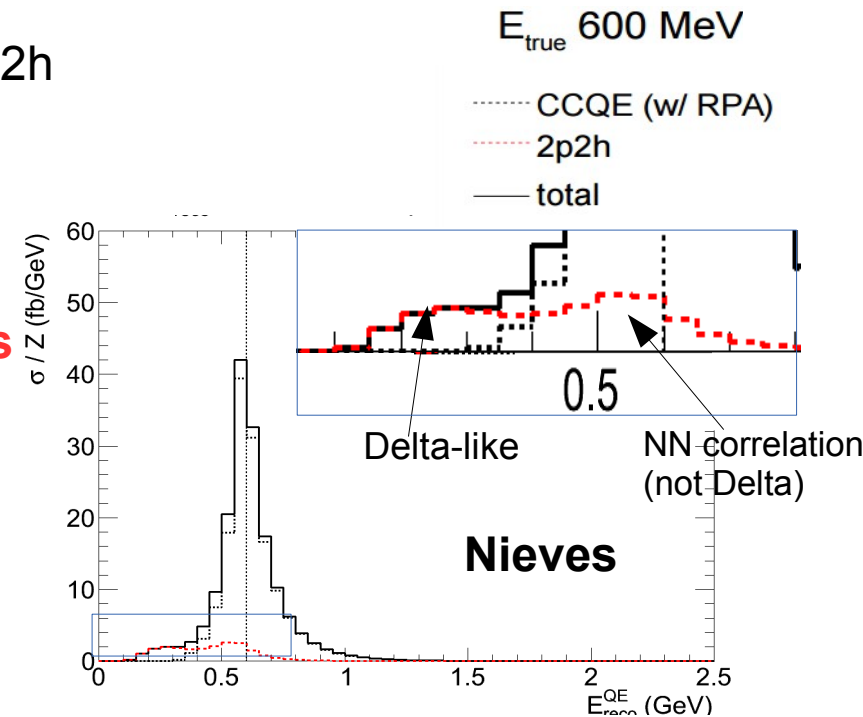 2h
E_true 600 MeV
CCQE (w/ RPA)
2p2h
total
s
σ / Z (fb/GeV)
60
50
40
30
20
10
0
0.5
Delta-like
NN correlation
(not Delta)
Nieves
0 0.5 1 1.5 2 2.5
E_reco^QE (GeV)